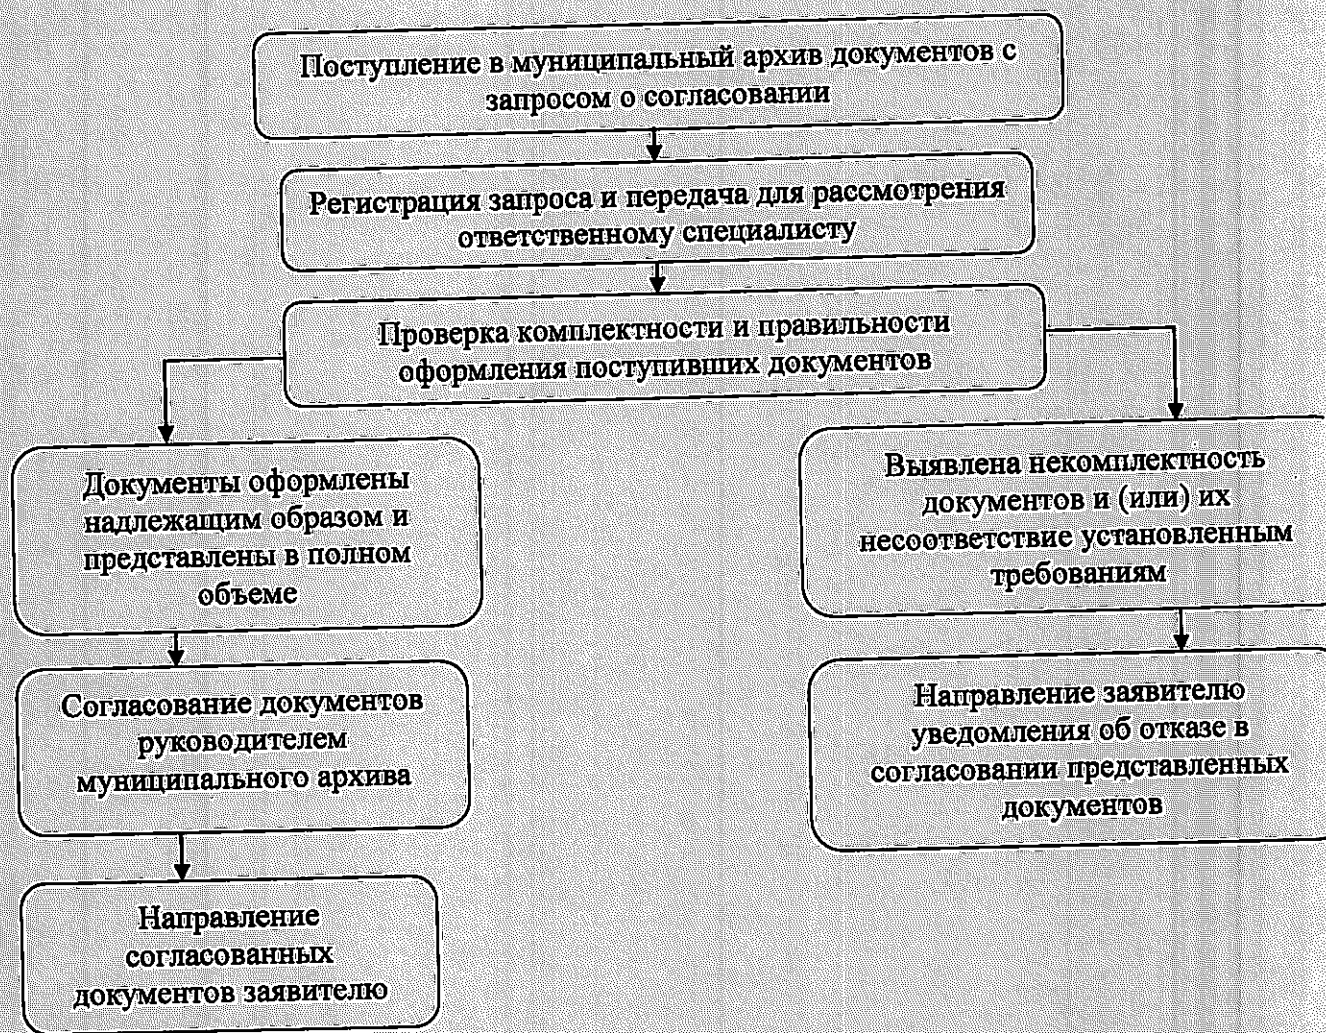 Поступление в муниципальный архив документов с
запросом о согласовании
Регистрация запроса и передача для рассмотрения
ответственному специалисту
Проверка комплектности и правильности
оформления поступивших документов
Документы оформлены
надлежащим образом и
представлены в полном
объеме
Выявлена некомплектность
документов и (или) их
несоответствие установленным
требованиям
Согласование документов
руководителем
муниципального архива
Направление заявителю
уведомления об отказе в
согласовании представленных
документов
Направление
согласованных
документов заявителю